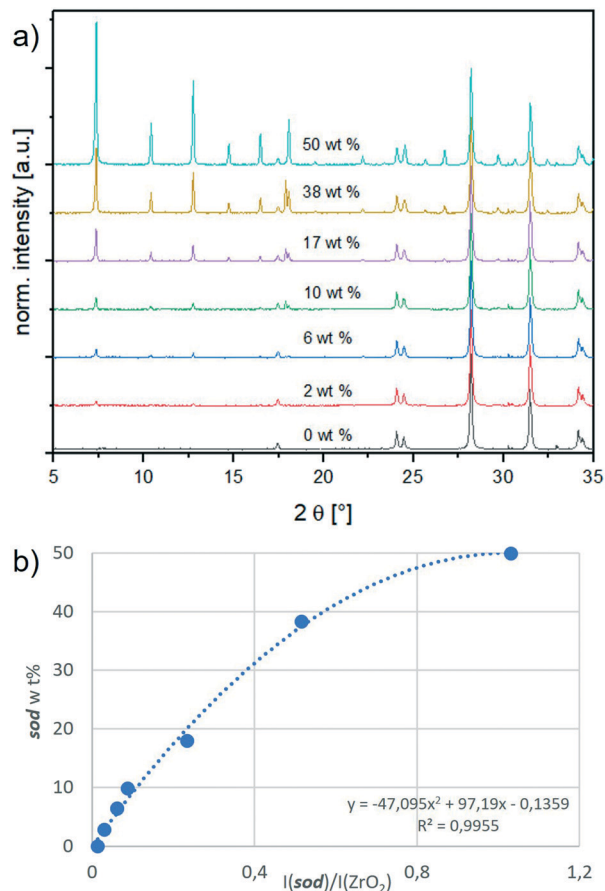 a)
norm. intensity [a.u.]
50 wt %
38 wt %
17 wt %
10 wt %
6 wt %
2 wt %
0 wt %
5 10 15 20 25 30 35
2 θ [°]
b)
50
40
30
20
10
0
sod w t%
y = -47,095x² + 97,19x - 0,1359
R² = 0,9955
0 0,4 0,8 1,2
I(sod)/I(ZrO₂)